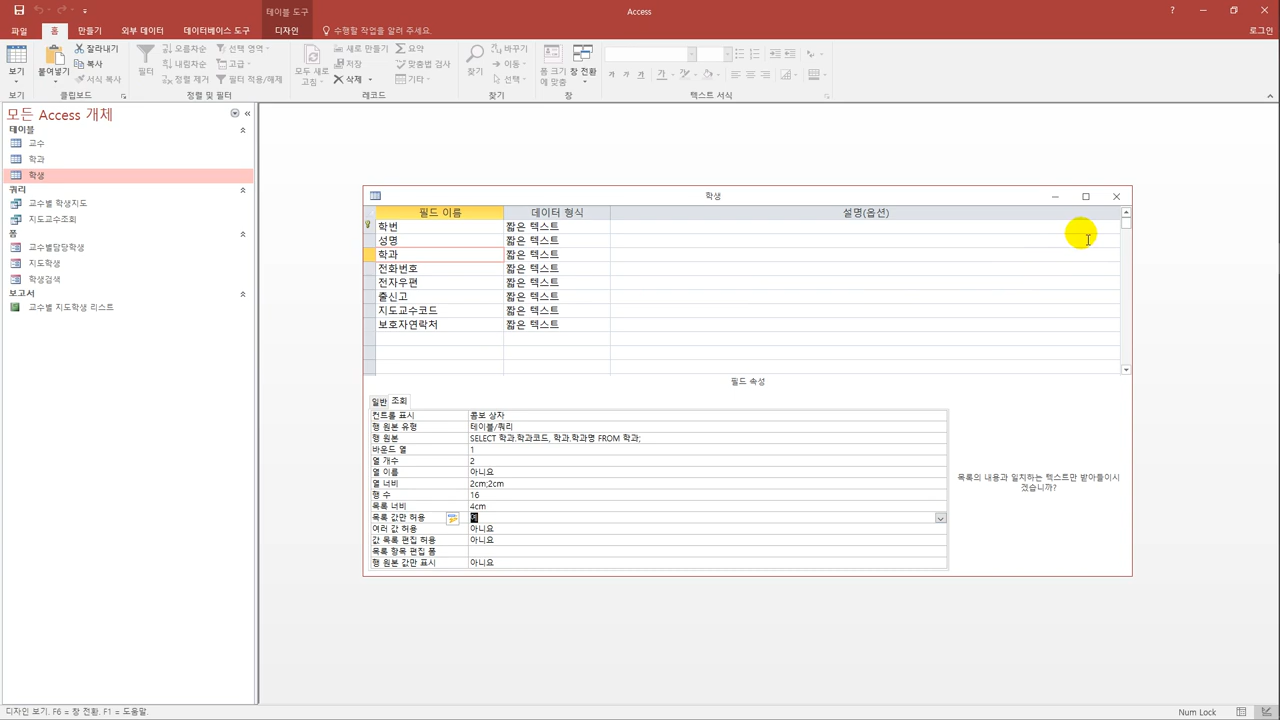 테이블 도구
Access
?
파일
홈
만들기
외부 데이터
데이터베이스 도구
디자인
수행할 작업을 알려 주세요.
로그인
보기
붙여넣기
잘라내기
복사
서식 복사
필터
오름차순
내림차순
정렬 제거
선택 영역
고급
필터 적용/해제
모두 새로
고침
새로 만들기
저장
삭제
요약
맞춤법 검사
기타
찾기
바꾸기
이동
선택
폼 크기
에 맞춤
창 전환
가 가 가
보기
클립보드
정렬 및 필터
레코드
찾기
창
텍스트 서식
모든 Access 개체
테이블
교수
학과
학생
쿼리
교수별 학생지도
지도교수조회
폼
교수별담당학생
지도학생
학생검색
보고서
교수별 지도학생 리스트
학생
필드 이름 데이터 형식 설명(옵션)
학번 짧은 텍스트
성명 짧은 텍스트
학과 짧은 텍스트
전화번호 짧은 텍스트
전자우편 짧은 텍스트
출신고 짧은 텍스트
지도교수코드 짧은 텍스트
보호자연락처 짧은 텍스트
필드 속성
일반 조회
컨트롤 표시 콤보 상자
행 원본 유형 테이블/쿼리
행 원본 SELECT 학과.학과코드, 학과.학과명 FROM 학과;
바운드 열 1
열 개수 2
열 이름 아니요
열 너비 2cm;2cm
행 수 16
목록 너비 4cm
목록 값만 허용 예
여러 값 허용 아니요
값 목록 편집 허용 아니요
목록 항목 편집 폼
행 원본 값만 표시 아니요
목록의 내용과 일치하는 텍스트만 받아들이시
겠습니까?
디자인 보기. F6 = 창 전환. F1 = 도움말.
Num Lock